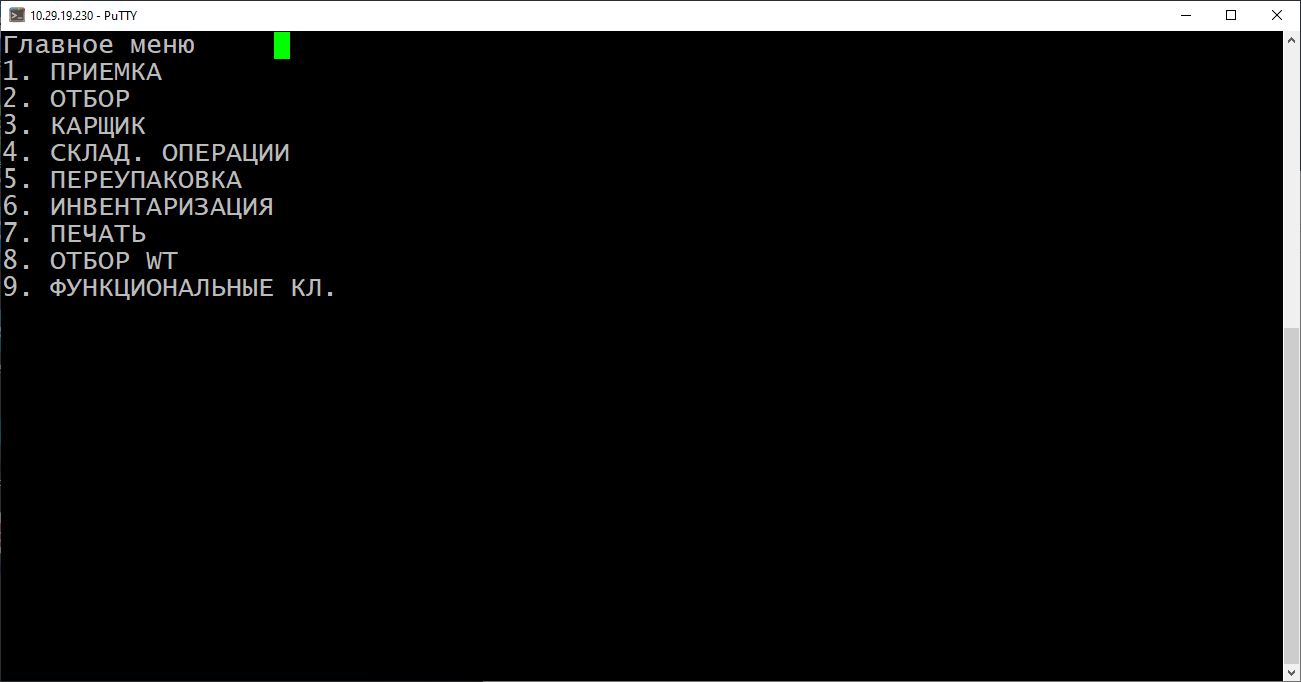 10.29.19.230 - PuTTY
Главное меню
1. ПРИЕМКА
2. ОТБОР
3. КАРЩИК
4. СКЛАД. ОПЕРАЦИИ
5. ПЕРЕУПАКОВКА
6. ИНВЕНТАРИЗАЦИЯ
7. ПЕЧАТЬ
8. ОТБОР WT
9. ФУНКЦИОНАЛЬНЫЕ КЛ.